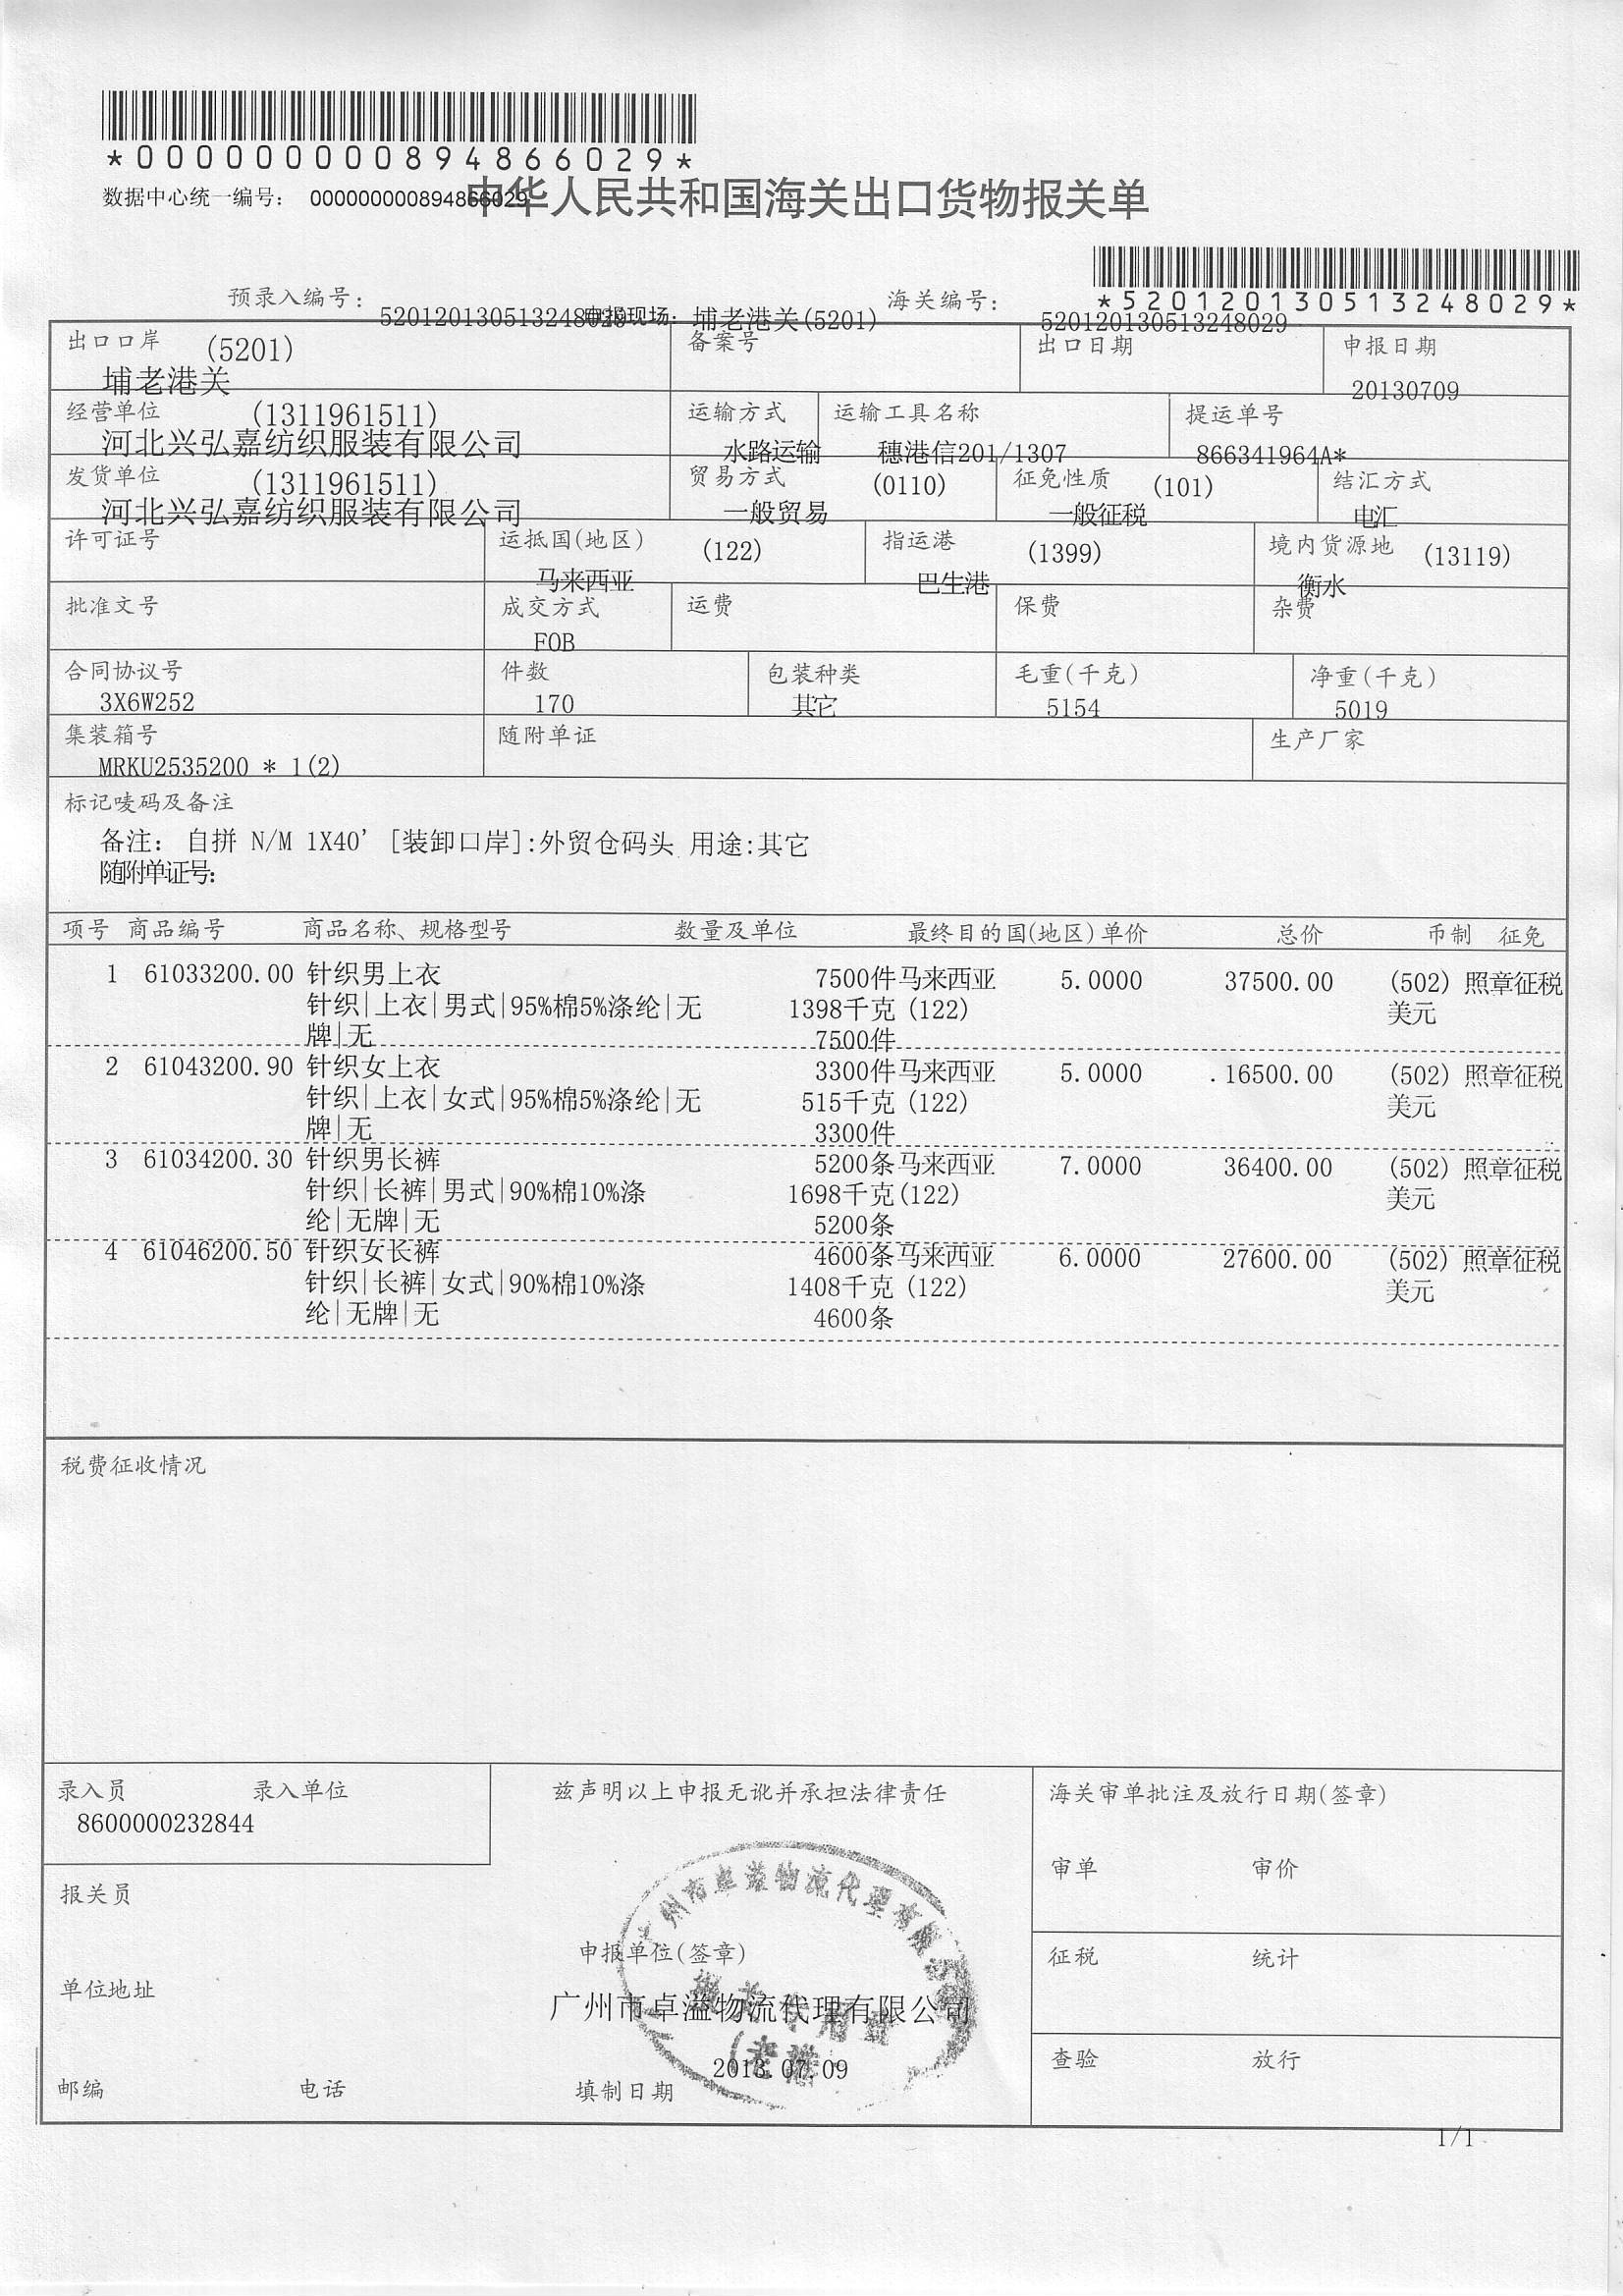 *000000000894866029*
数据中心统一编号： 000000000894866029
中华人民共和国海关出口货物报关单
*520120130513248029*
预录入编号： 520120130513248029 申报现场： 埔老港关(5201) 海关编号： 520120130513248029
出口口岸 (5201) 备案号 出口日期 申报日期
埔老港关 20130709
经营单位 (1311961511) 运输方式 运输工具名称 提运单号
河北兴弘嘉纺织服装有限公司 水路运输 穗港信201/1307 866341964A*
发货单位 (1311961511) 贸易方式 (0110) 征免性质 (101) 结汇方式
河北兴弘嘉纺织服装有限公司 一般贸易 一般征税 电汇
许可证号 运抵国(地区) (122) 指运港 (1399) 境内货源地 (13119)
马来西亚 巴生港 衡水
批准文号 成交方式 运费 保费 杂费
FOB
合同协议号 件数 包装种类 毛重(千克) 净重(千克)
3X6W252 170 其它 5154 5019
集装箱号 随附单证 生产厂家
MRKU2535200 * 1(2)
标记唛码及备注
备注： 自拼 N/M 1X40' [装卸口岸]:外贸仓码头 用途:其它
随附单证号:
项号 商品编号 商品名称、规格型号 数量及单位 最终目的国(地区) 单价 总价 币制 征免
1 61033200.00 针织男上衣 7500件 马来西亚 5.0000 37500.00 (502) 照章征税
针织|上衣|男式|95%棉5%涤纶|无 1398千克 (122) 美元
牌|无 7500件
2 61043200.90 针织女上衣 3300件 马来西亚 5.0000 16500.00 (502) 照章征税
针织|上衣|女式|95%棉5%涤纶|无 515千克 (122) 美元
牌|无 3300件
3 61034200.30 针织男长裤 5200条 马来西亚 7.0000 36400.00 (502) 照章征税
针织|长裤|男式|90%棉10%涤 1698千克 (122) 美元
纶|无牌|无 5200条
4 61046200.50 针织女长裤 4600条 马来西亚 6.0000 27600.00 (502) 照章征税
针织|长裤|女式|90%棉10%涤 1408千克 (122) 美元
纶|无牌|无 4600条
税费征收情况
录入员 录入单位 兹声明以上申报无讹并承担法律责任 海关审单批注及放行日期(签章)
8600000232844
审单 审价
报关员
州市卓溢物流代理有限公司
申报单位(签章) 征税 统计
单位地址
广州市卓溢物流代理有限公司
查验 放行
2013.07.09
邮编 电话 填制日期
1/1